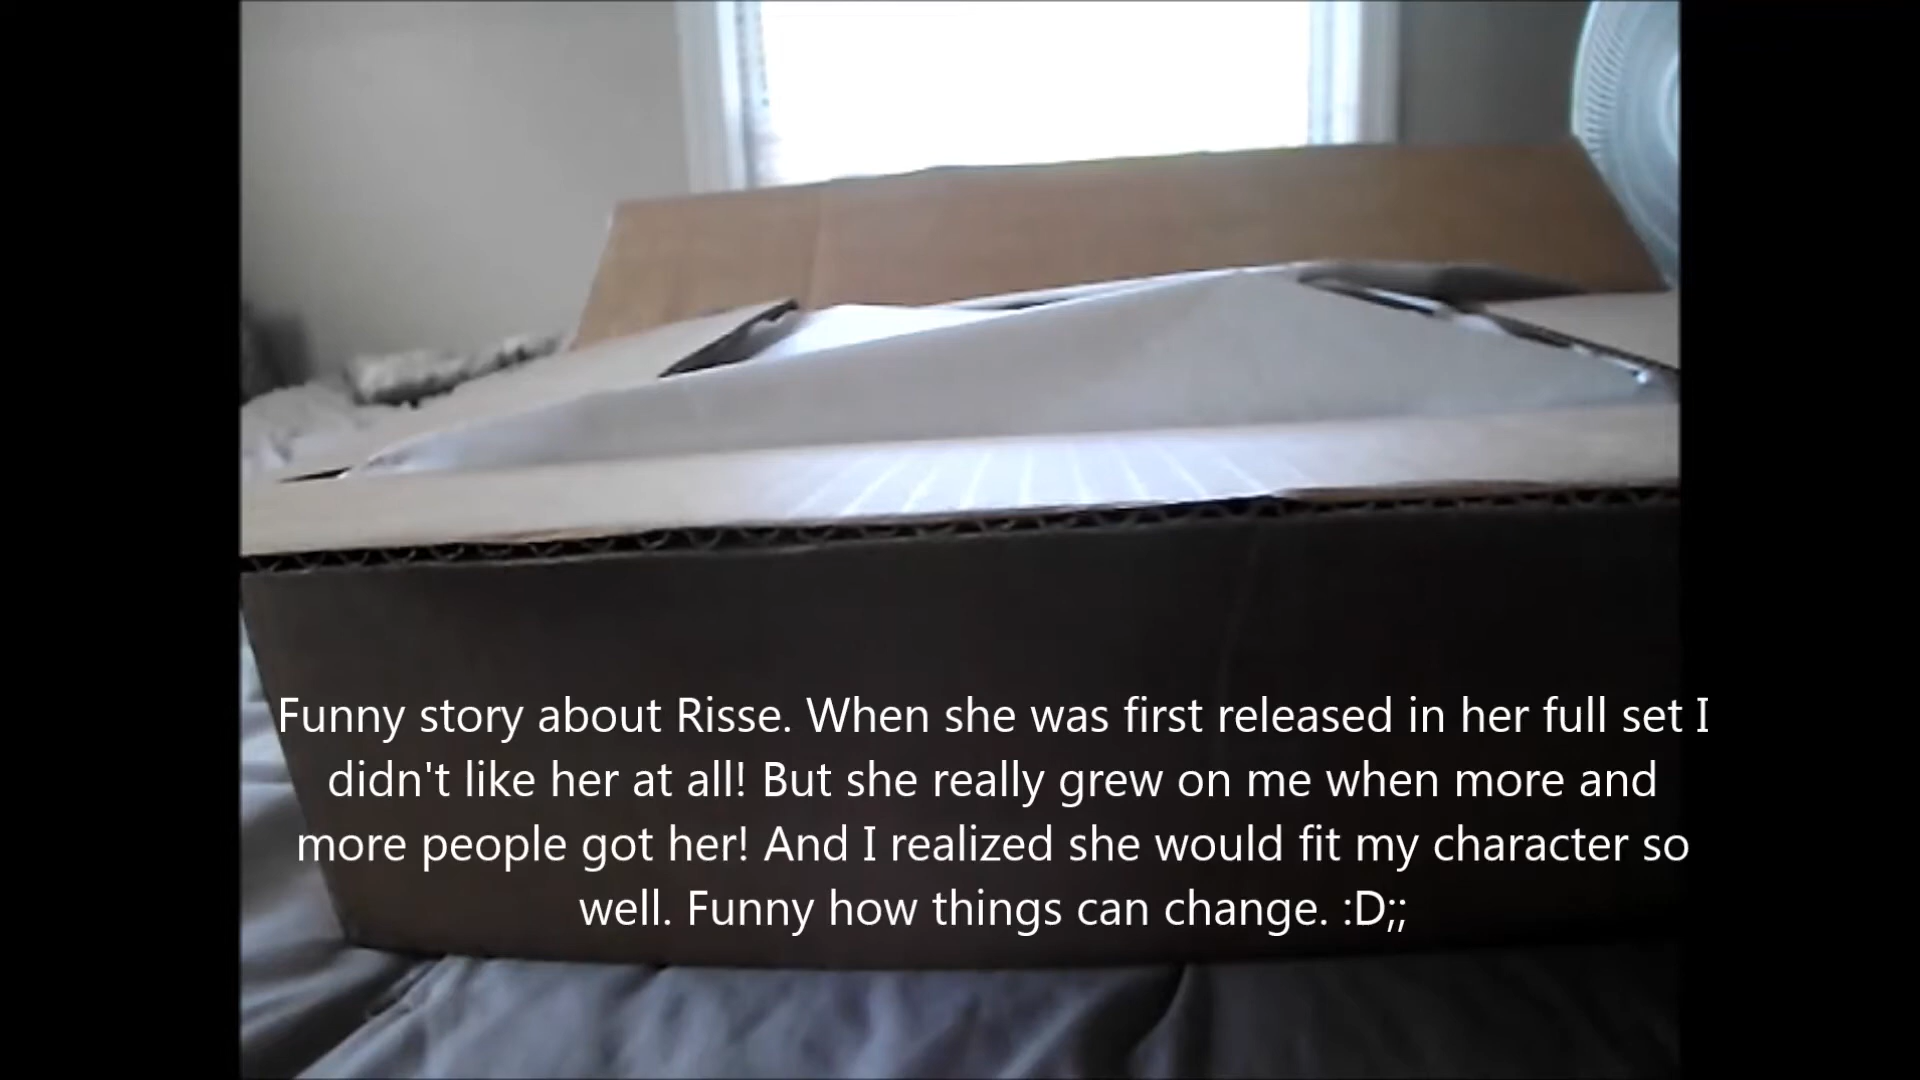 Funny story about Risse. When she was first released in her full set I
didn't like her at all! But she really grew on me when more and
more people got her! And I realized she would fit my character so
well. Funny how things can change. :D;;